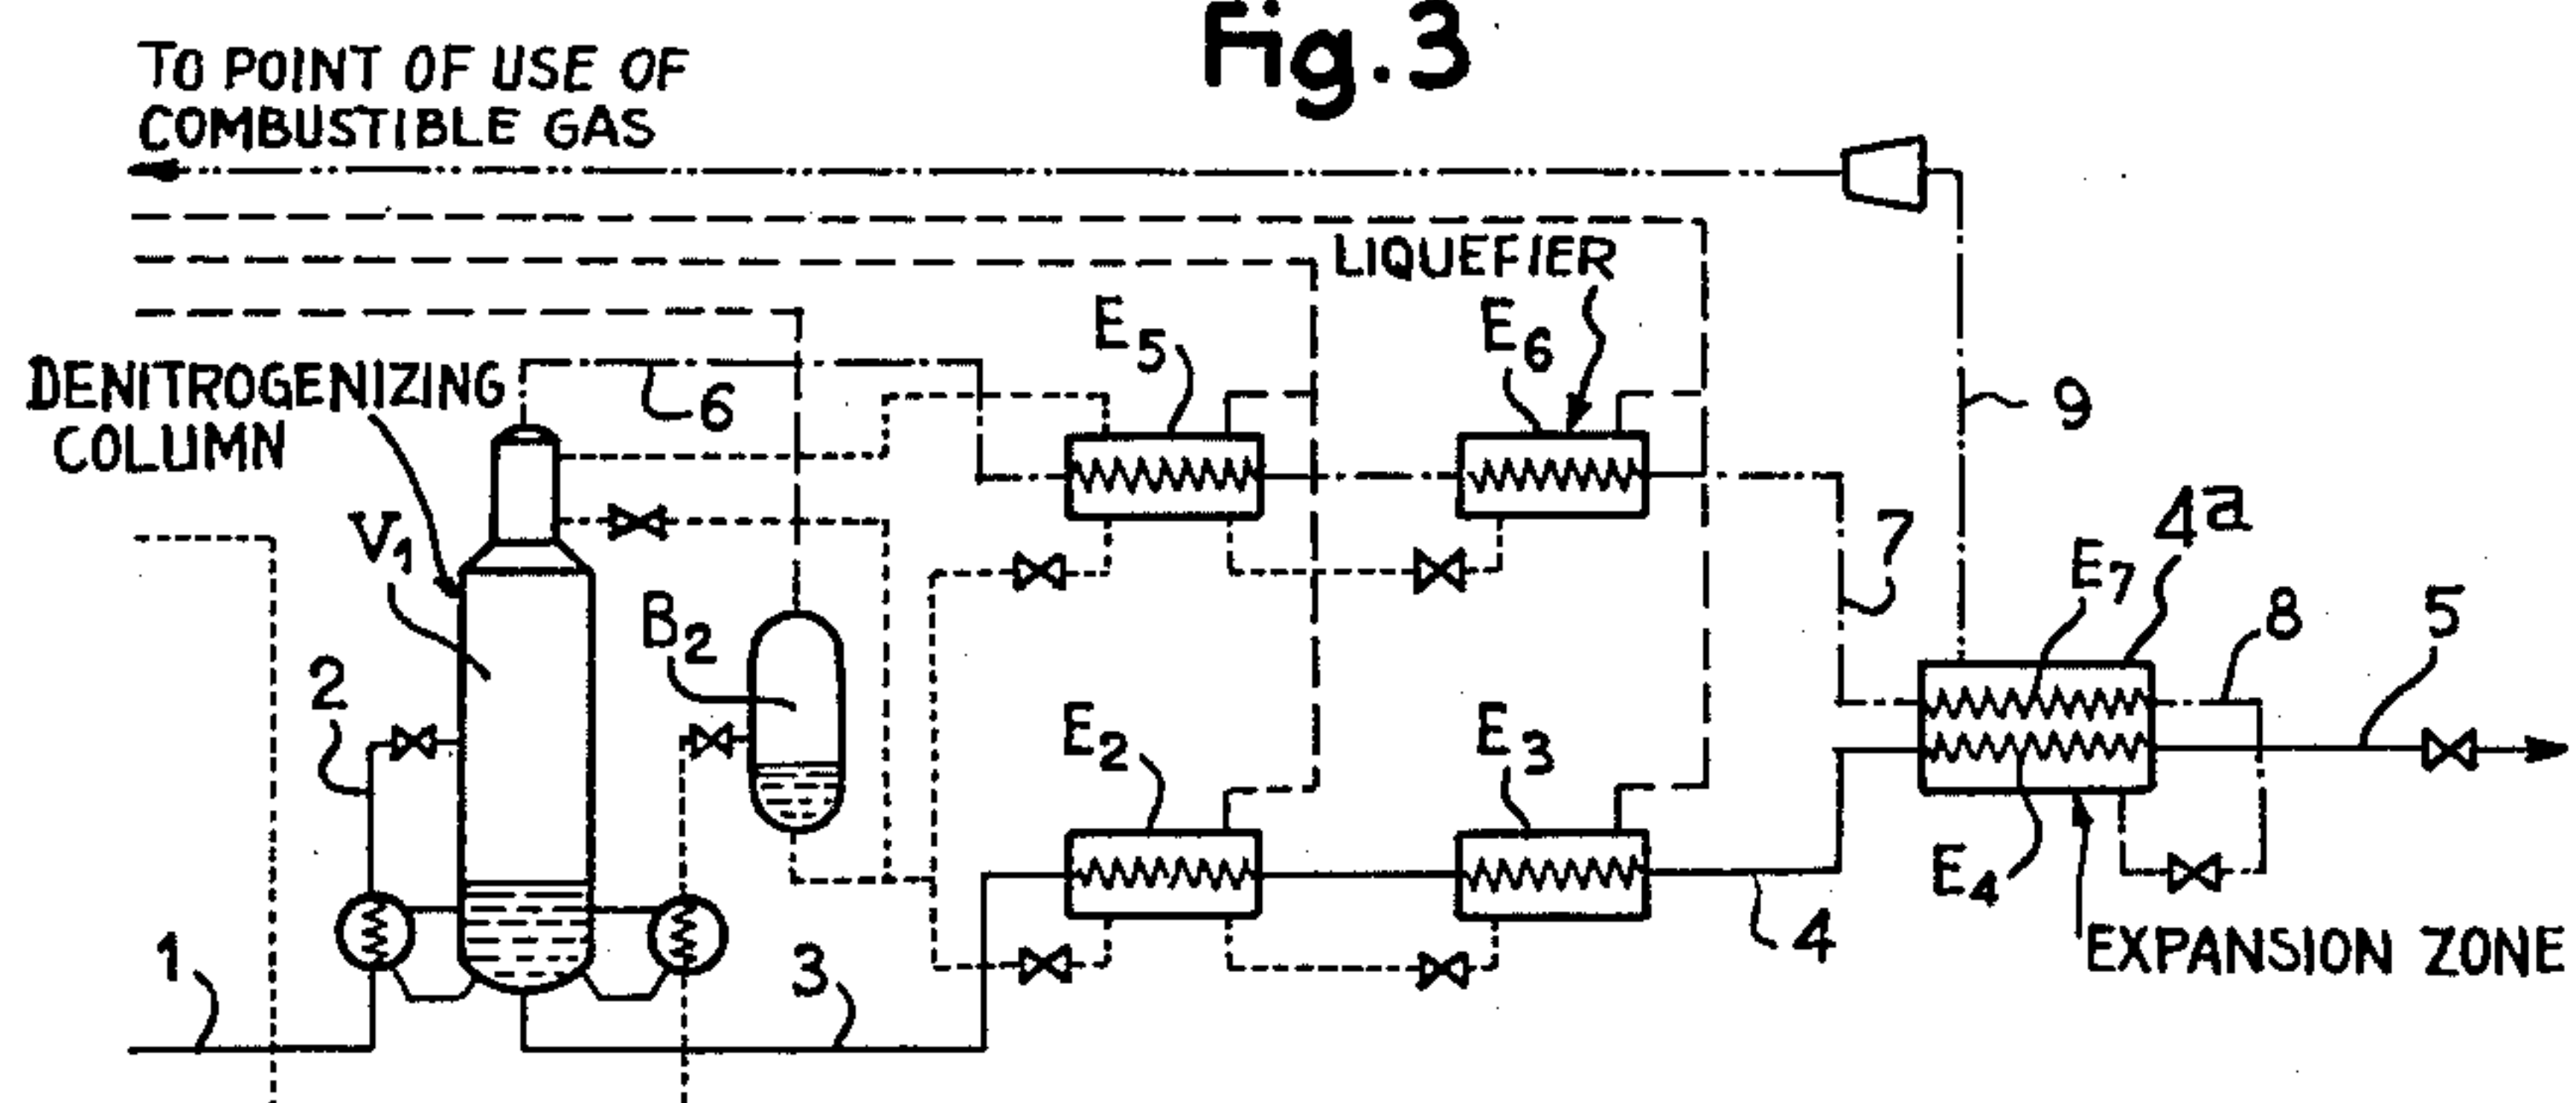 Fig. 3
TO POINT OF USE OF
COMBUSTIBLE GAS
LIQUEFIER
E5
E6
DENITROGENIZING
COLUMN
6
9
V1
7
4a
E7
B2
8
5
2
E2
E3
E4
1
3
4
EXPANSION ZONE